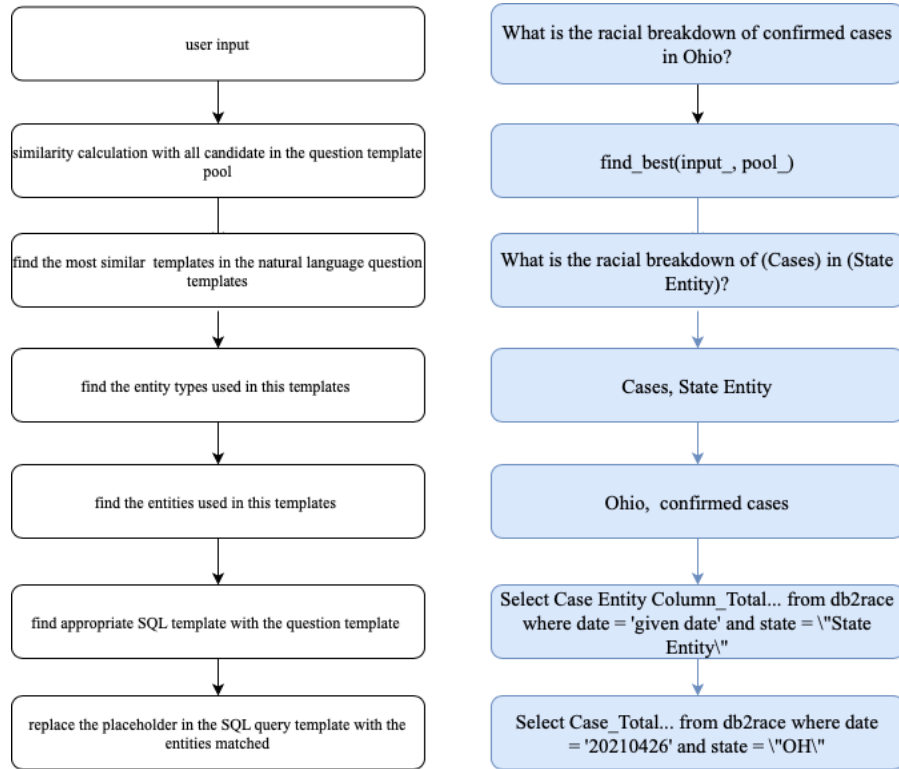 user input
similarity calculation with all candidate in the question template
pool
find the most similar templates in the natural language question
templates
find the entity types used in this templates
find the entities used in this templates
find appropriate SQL template with the question template
replace the placeholder in the SQL query template with the
entities matched
What is the racial breakdown of confirmed cases
in Ohio?
find_best(input_, pool_)
What is the racial breakdown of (Cases) in (State
Entity)?
Cases, State Entity
Ohio, confirmed cases
Select Case Entity Column_Total... from db2race
where date = 'given date' and state = \"State
Entity\"
Select Case_Total... from db2race where date
= '20210426' and state = \"OH\"